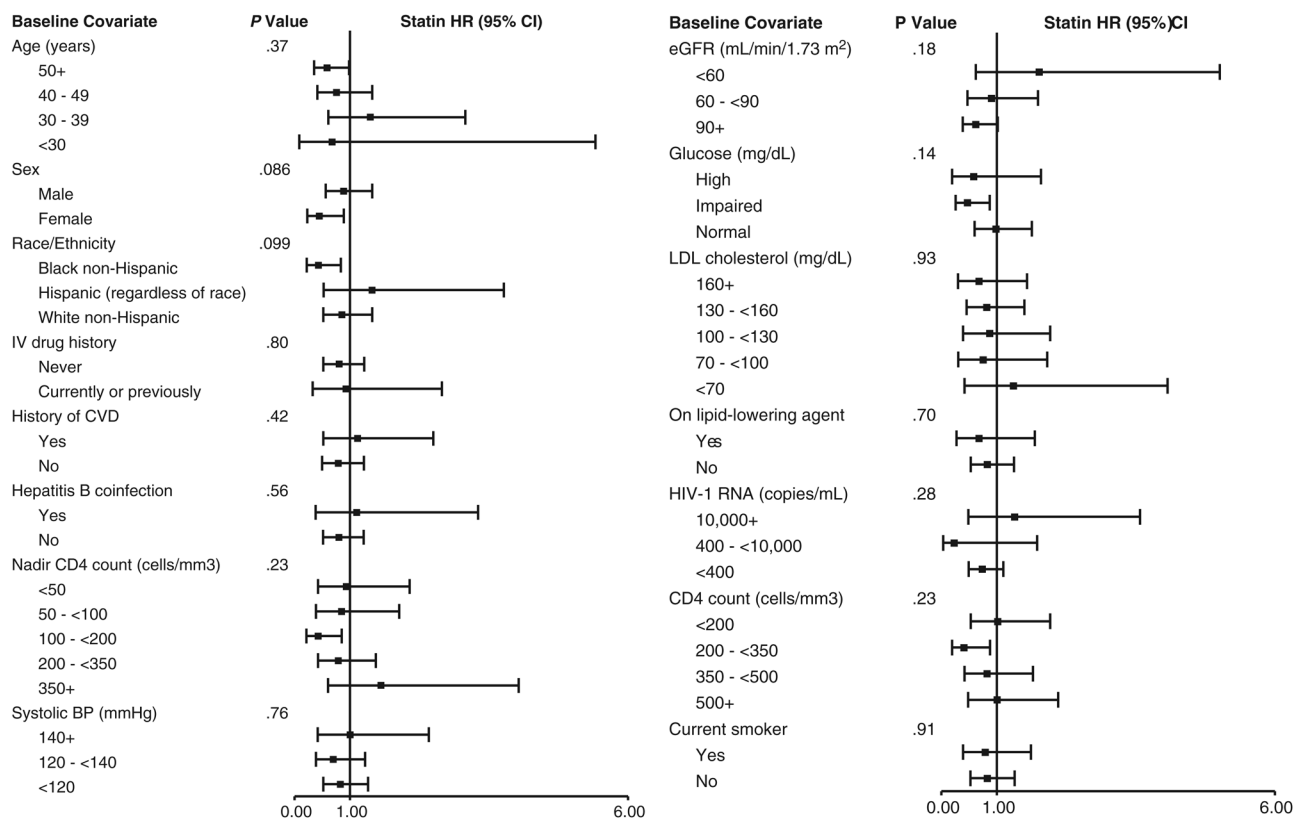 Baseline Covariate P Value Statin HR (95% CI)
Age (years) .37
50+
40 - 49
30 - 39
<30
Sex .086
Male
Female
Race/Ethnicity .099
Black non-Hispanic
Hispanic (regardless of race)
White non-Hispanic
IV drug history .80
Never
Currently or previously
History of CVD .42
Yes
No
Hepatitis B coinfection .56
Yes
No
Nadir CD4 count (cells/mm3) .23
<50
50 - <100
100 - <200
200 - <350
350+
Systolic BP (mmHg) .76
140+
120 - <140
<120
0.00 1.00 6.00
Baseline Covariate P Value Statin HR (95%)CI
eGFR (mL/min/1.73 m²) .18
<60
60 - <90
90+
Glucose (mg/dL) .14
High
Impaired
Normal
LDL cholesterol (mg/dL) .93
160+
130 - <160
100 - <130
70 - <100
<70
On lipid-lowering agent .70
Yes
No
HIV-1 RNA (copies/mL) .28
10,000+
400 - <10,000
<400
CD4 count (cells/mm3) .23
<200
200 - <350
350 - <500
500+
Current smoker .91
Yes
No
0.00 1.00 6.00